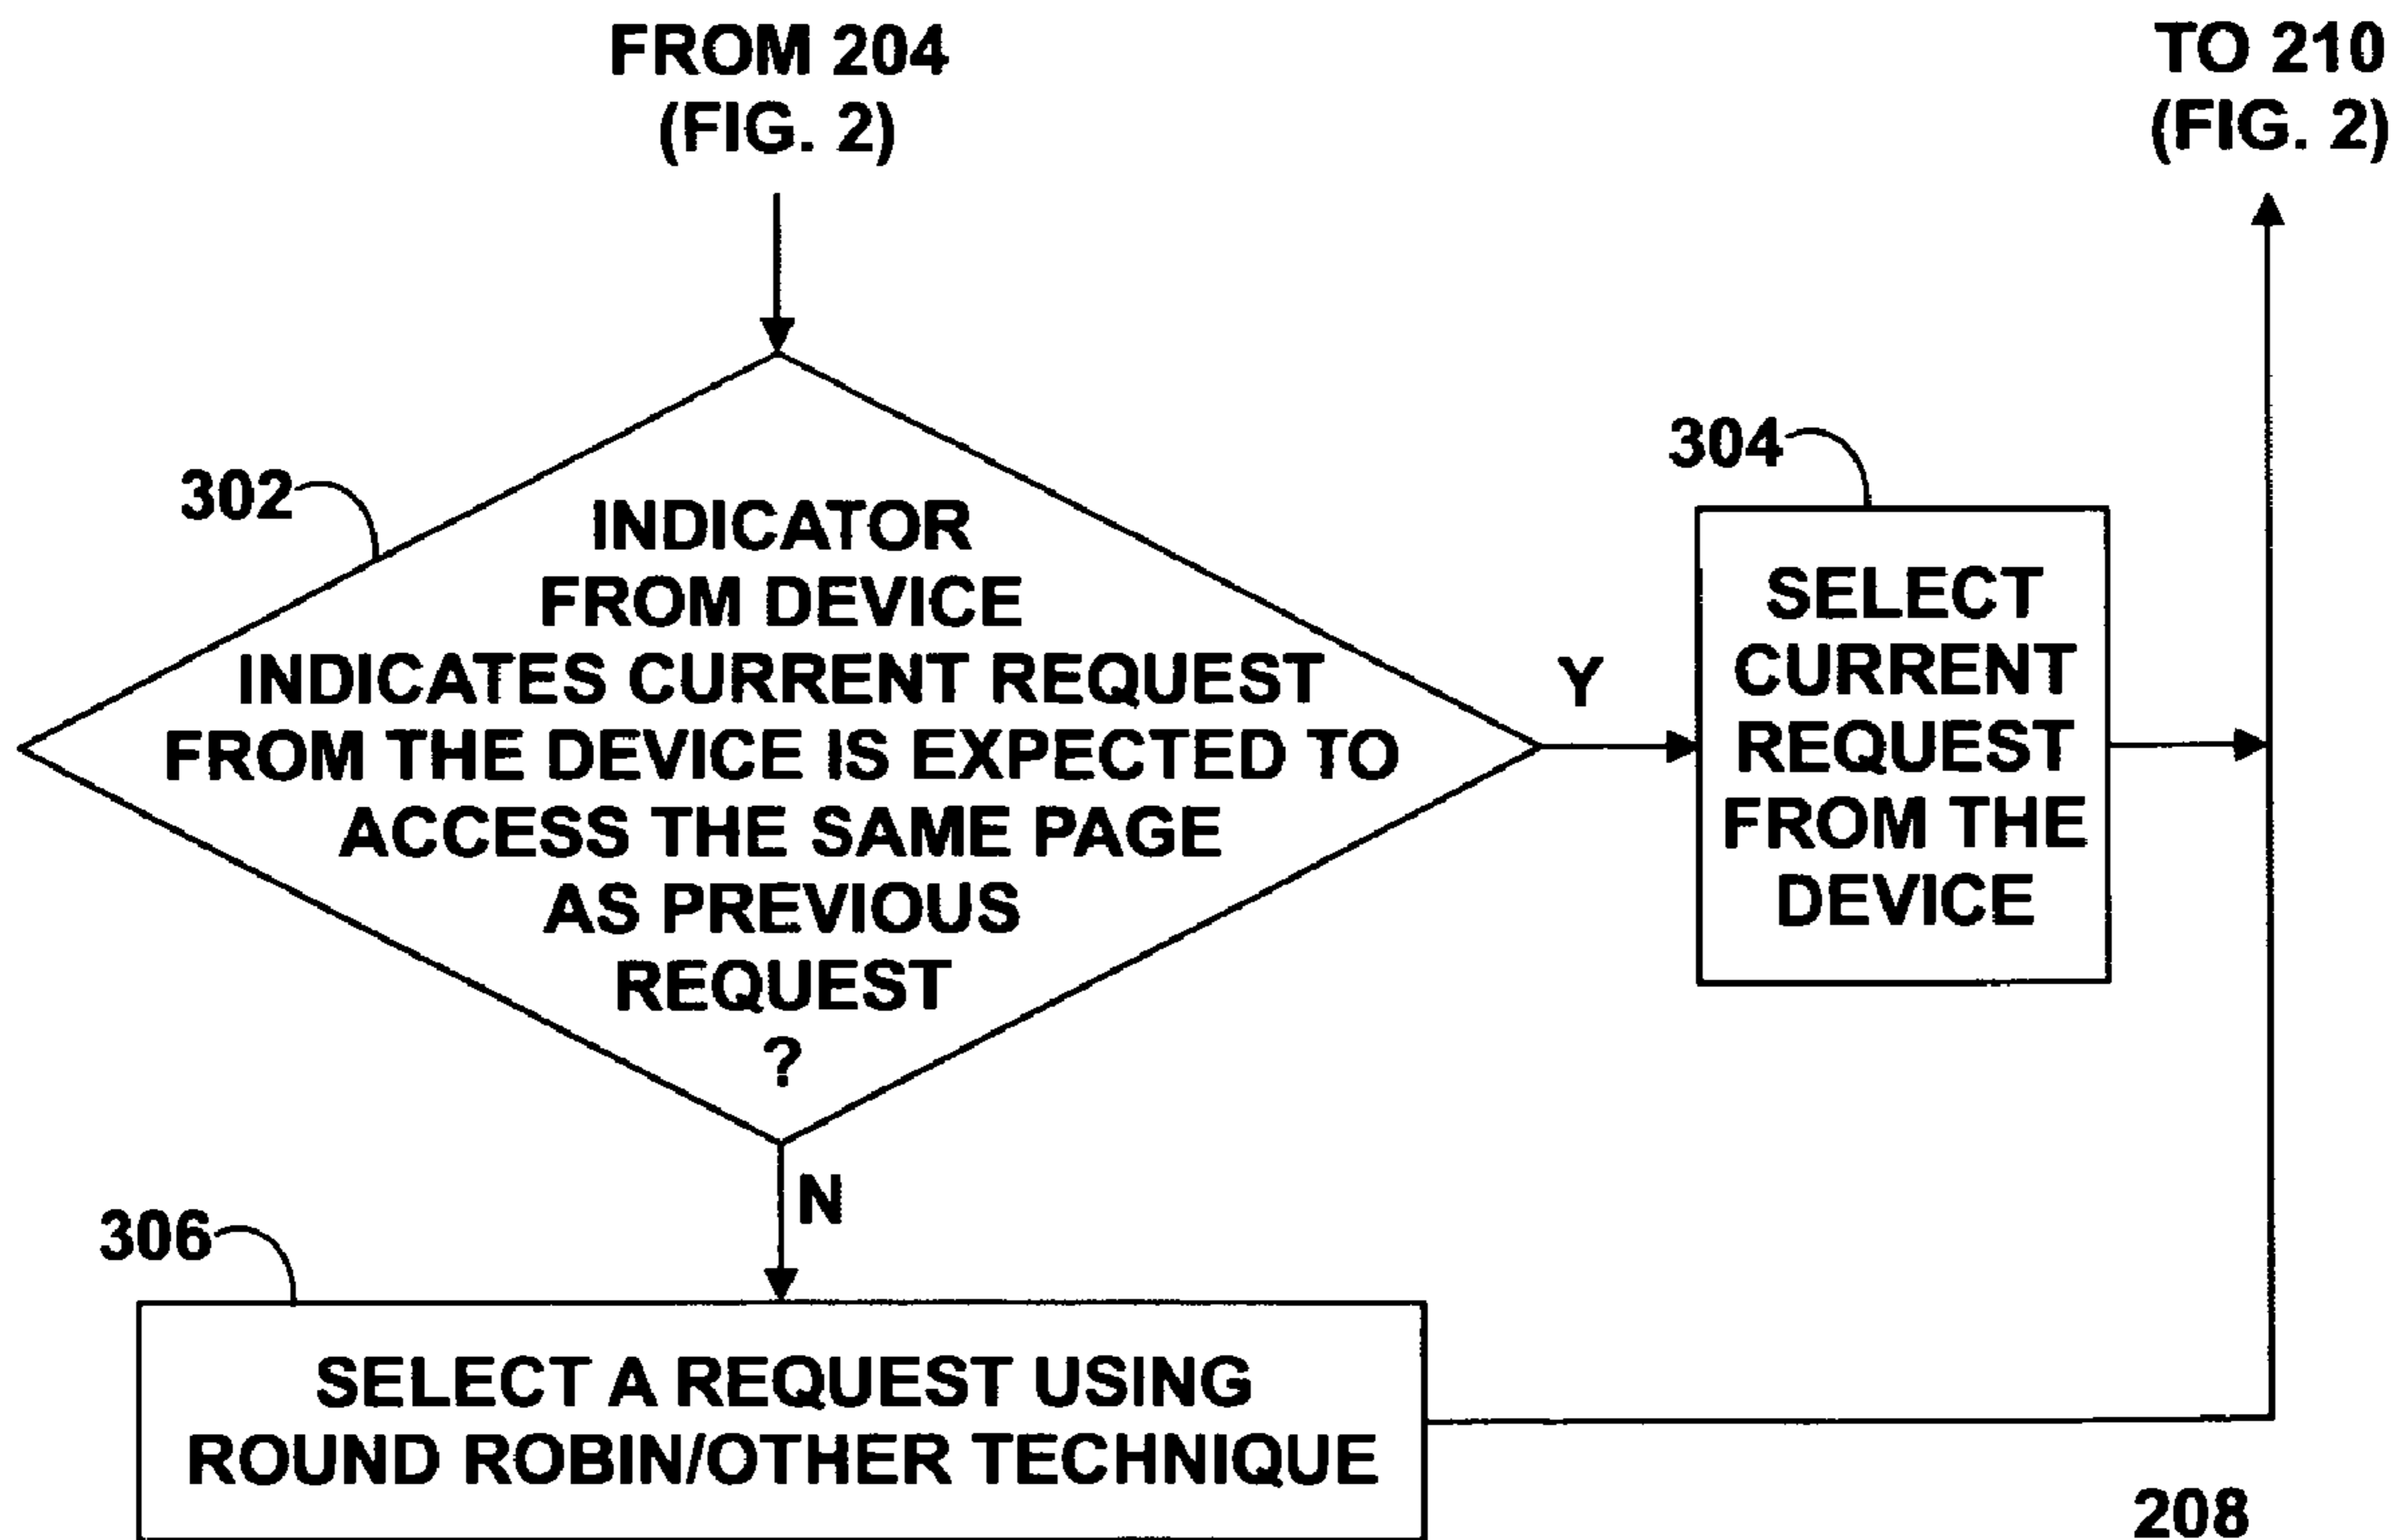 FROM 204
(FIG. 2)
TO 210
(FIG. 2)
302
INDICATOR
FROM DEVICE
INDICATES CURRENT REQUEST
FROM THE DEVICE IS EXPECTED TO
ACCESS THE SAME PAGE
AS PREVIOUS
REQUEST
?
Y
304
SELECT
CURRENT
REQUEST
FROM THE
DEVICE
N
306
SELECT A REQUEST USING
ROUND ROBIN/OTHER TECHNIQUE
208